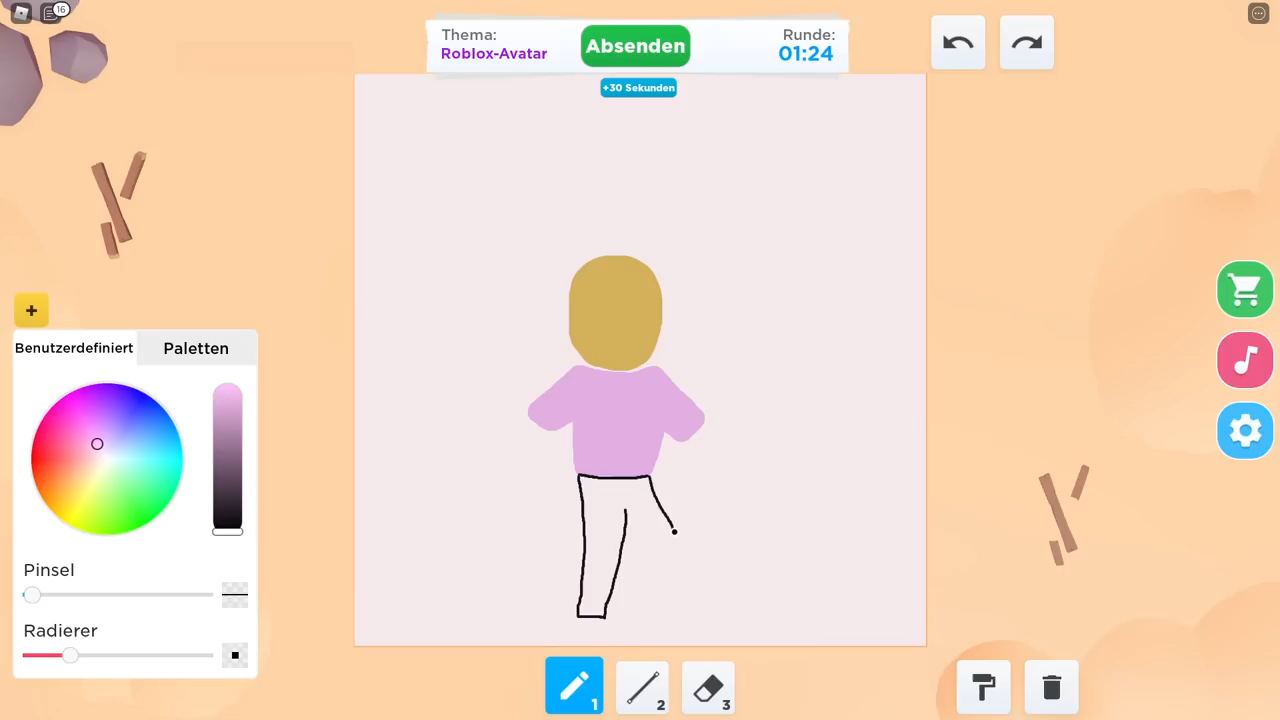 16
Thema:
Roblox-Avatar
Absenden
Runde:
01:24
+30 Sekunden
+
Benutzerdefiniert
Paletten
Pinsel
Radierer
1
2
3